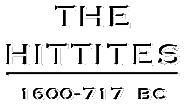 THE
HITTITES
1600-717 BC